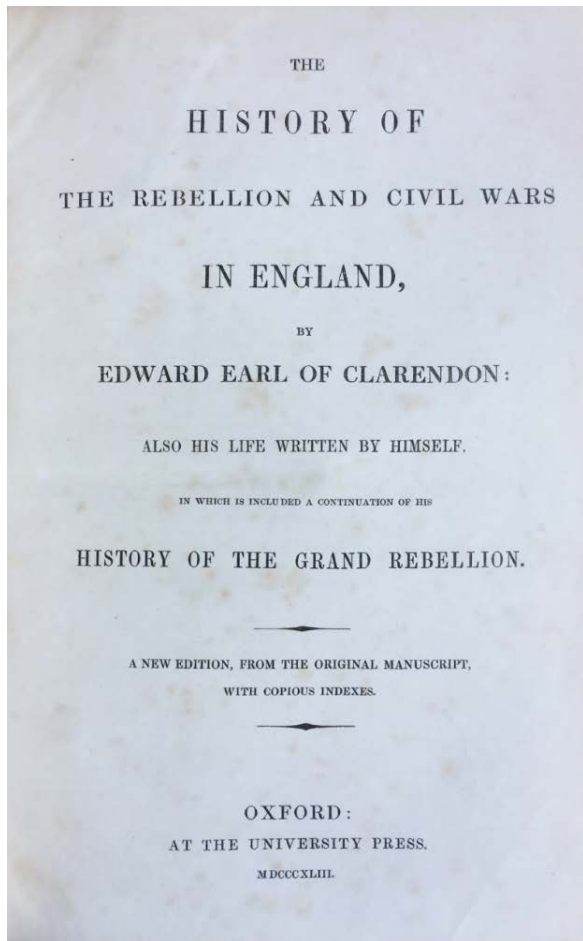 THE
HISTORY OF
THE REBELLION AND CIVIL WARS
IN ENGLAND,
BY
EDWARD EARL OF CLARENDON:
ALSO HIS LIFE WRITTEN BY HIMSELF,
IN WHICH IS INCLUDED A CONTINUATION OF HIS
HISTORY OF THE GRAND REBELLION.
A NEW EDITION, FROM THE ORIGINAL MANUSCRIPT,
WITH COPIOUS INDEXES.
OXFORD:
AT THE UNIVERSITY PRESS.
MDCCCXLIII.